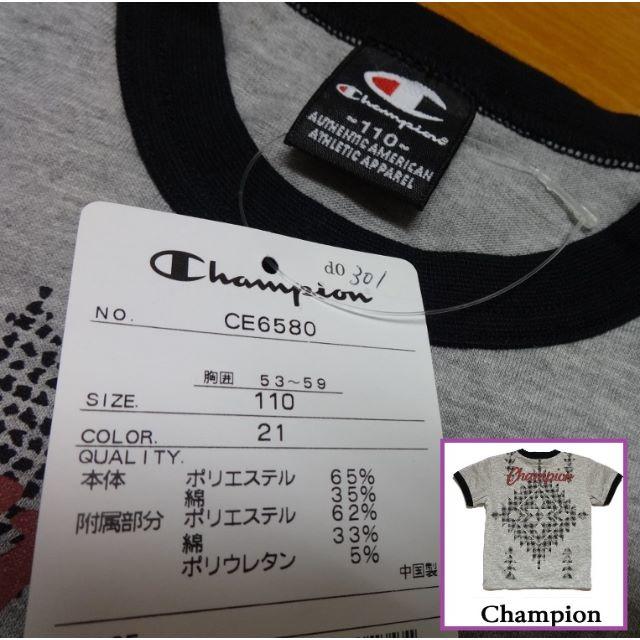 Champion
~110~
AUTHENTIC AMERICAN
ATHLETIC APPAREL
do 301
Champion
NO. CE6580
胸囲 53~59
SIZE. 110
COLOR. 21
QUALITY.
本体 ポリエステル 65%
綿 35%
附属部分 ポリエステル 62%
綿 33%
ポリウレタン 5%
中国製
Champion
Champion